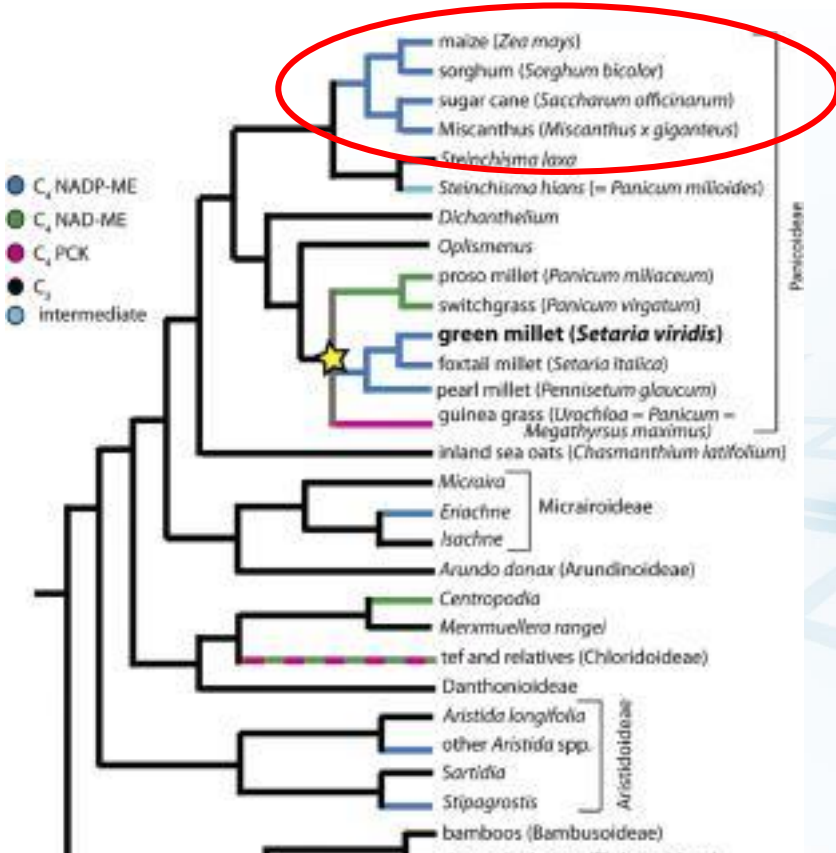 maize (Zea mays)
sorghum (Sorghum bicolor)
sugar cane (Saccharum officinarum)
Miscanthus (Miscanthus x giganteus)
Steinchisma laxa
Steinchisma hians (= Panicum milioides)
Dichanthelium
Oplismenus
proso millet (Panicum miliaceum)
switchgrass (Panicum virgatum)
green millet (Setaria viridis)
foxtail millet (Setaria italica)
pearl millet (Pennisetum glaucum)
guinea grass (Urochloa = Panicum =
Megathyrsus maximus)
inland sea oats (Chasmanthium latifolium)
Panicoideae
C₄ NADP-ME
C₄ NAD-ME
C₄ PCK
C₃
intermediate
Micraira
Eriachne
Isachne
Micrairoideae
Arundo donax (Arundinoideae)
Centropodia
Merxmuellera rangei
tef and relatives (Chloridoideae)
Danthonioideae
Aristida longifolia
other Aristida spp.
Sartidia
Stipagrostis
Aristidoideae
bamboos (Bambusoideae)